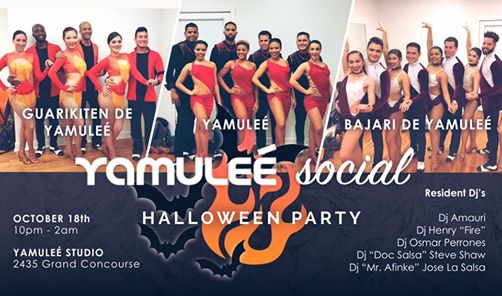 GUARIKITEN DE
YAMULEÉ
YAMULEÉ
BAJARI DE YAMULEÉ
YAMULEÉ social
HALLOWEEN PARTY
OCTOBER 18th
10pm - 2am
YAMULEÉ STUDIO
2435 Grand Concourse
Resident Dj's
Dj Amauri
Dj Henry "Fire"
Dj Osmar Perrones
Dj "Doc Salsa" Steve Shaw
Dj "Mr. Afinke" Jose La Salsa